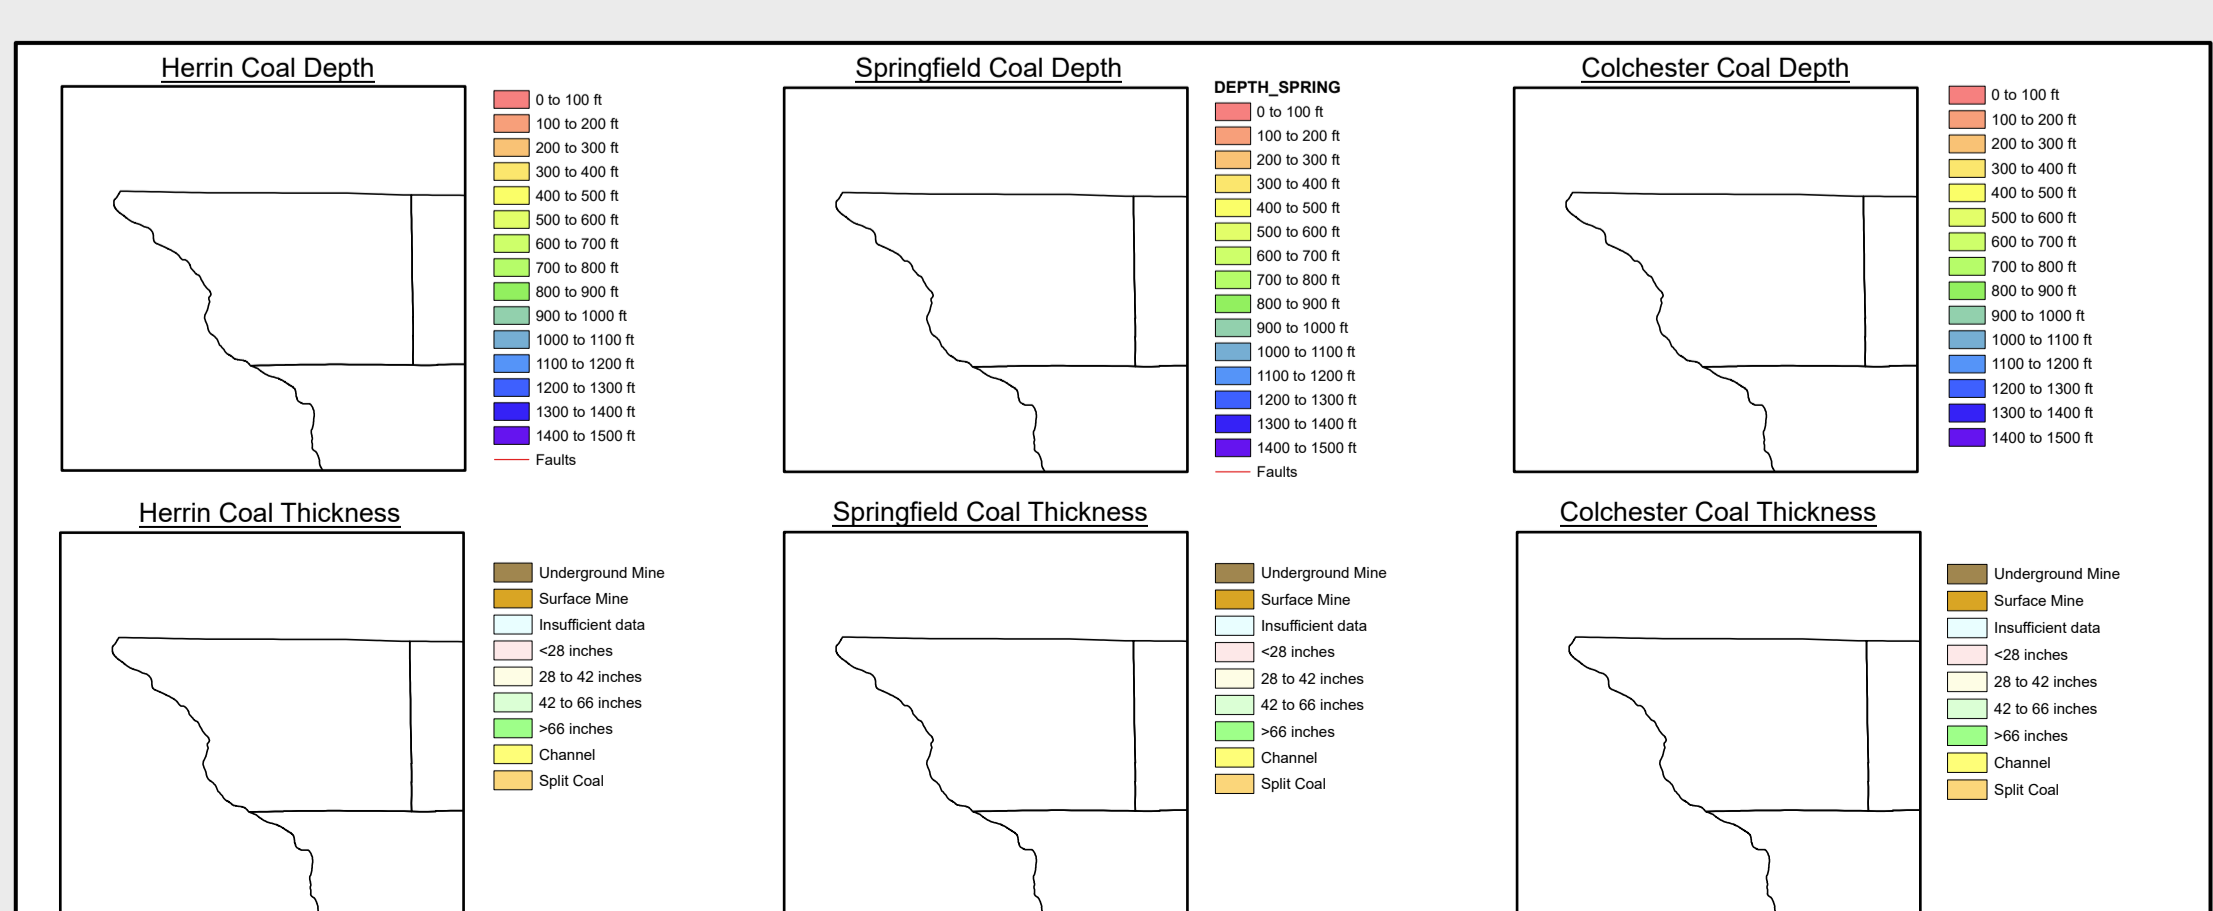 Herrin Coal Depth
0 to 100 ft
100 to 200 ft
200 to 300 ft
300 to 400 ft
400 to 500 ft
500 to 600 ft
600 to 700 ft
700 to 800 ft
800 to 900 ft
900 to 1000 ft
1000 to 1100 ft
1100 to 1200 ft
1200 to 1300 ft
1300 to 1400 ft
1400 to 1500 ft
Faults
Springfield Coal Depth
DEPTH_SPRING
0 to 100 ft
100 to 200 ft
200 to 300 ft
300 to 400 ft
400 to 500 ft
500 to 600 ft
600 to 700 ft
700 to 800 ft
800 to 900 ft
900 to 1000 ft
1000 to 1100 ft
1100 to 1200 ft
1200 to 1300 ft
1300 to 1400 ft
1400 to 1500 ft
Faults
Colchester Coal Depth
0 to 100 ft
100 to 200 ft
200 to 300 ft
300 to 400 ft
400 to 500 ft
500 to 600 ft
600 to 700 ft
700 to 800 ft
800 to 900 ft
900 to 1000 ft
1000 to 1100 ft
1100 to 1200 ft
1200 to 1300 ft
1300 to 1400 ft
1400 to 1500 ft
Herrin Coal Thickness
Underground Mine
Surface Mine
Insufficient data
<28 inches
28 to 42 inches
42 to 66 inches
>66 inches
Channel
Split Coal
Springfield Coal Thickness
Underground Mine
Surface Mine
Insufficient data
<28 inches
28 to 42 inches
42 to 66 inches
>66 inches
Channel
Split Coal
Colchester Coal Thickness
Underground Mine
Surface Mine
Insufficient data
<28 inches
28 to 42 inches
42 to 66 inches
>66 inches
Channel
Split Coal